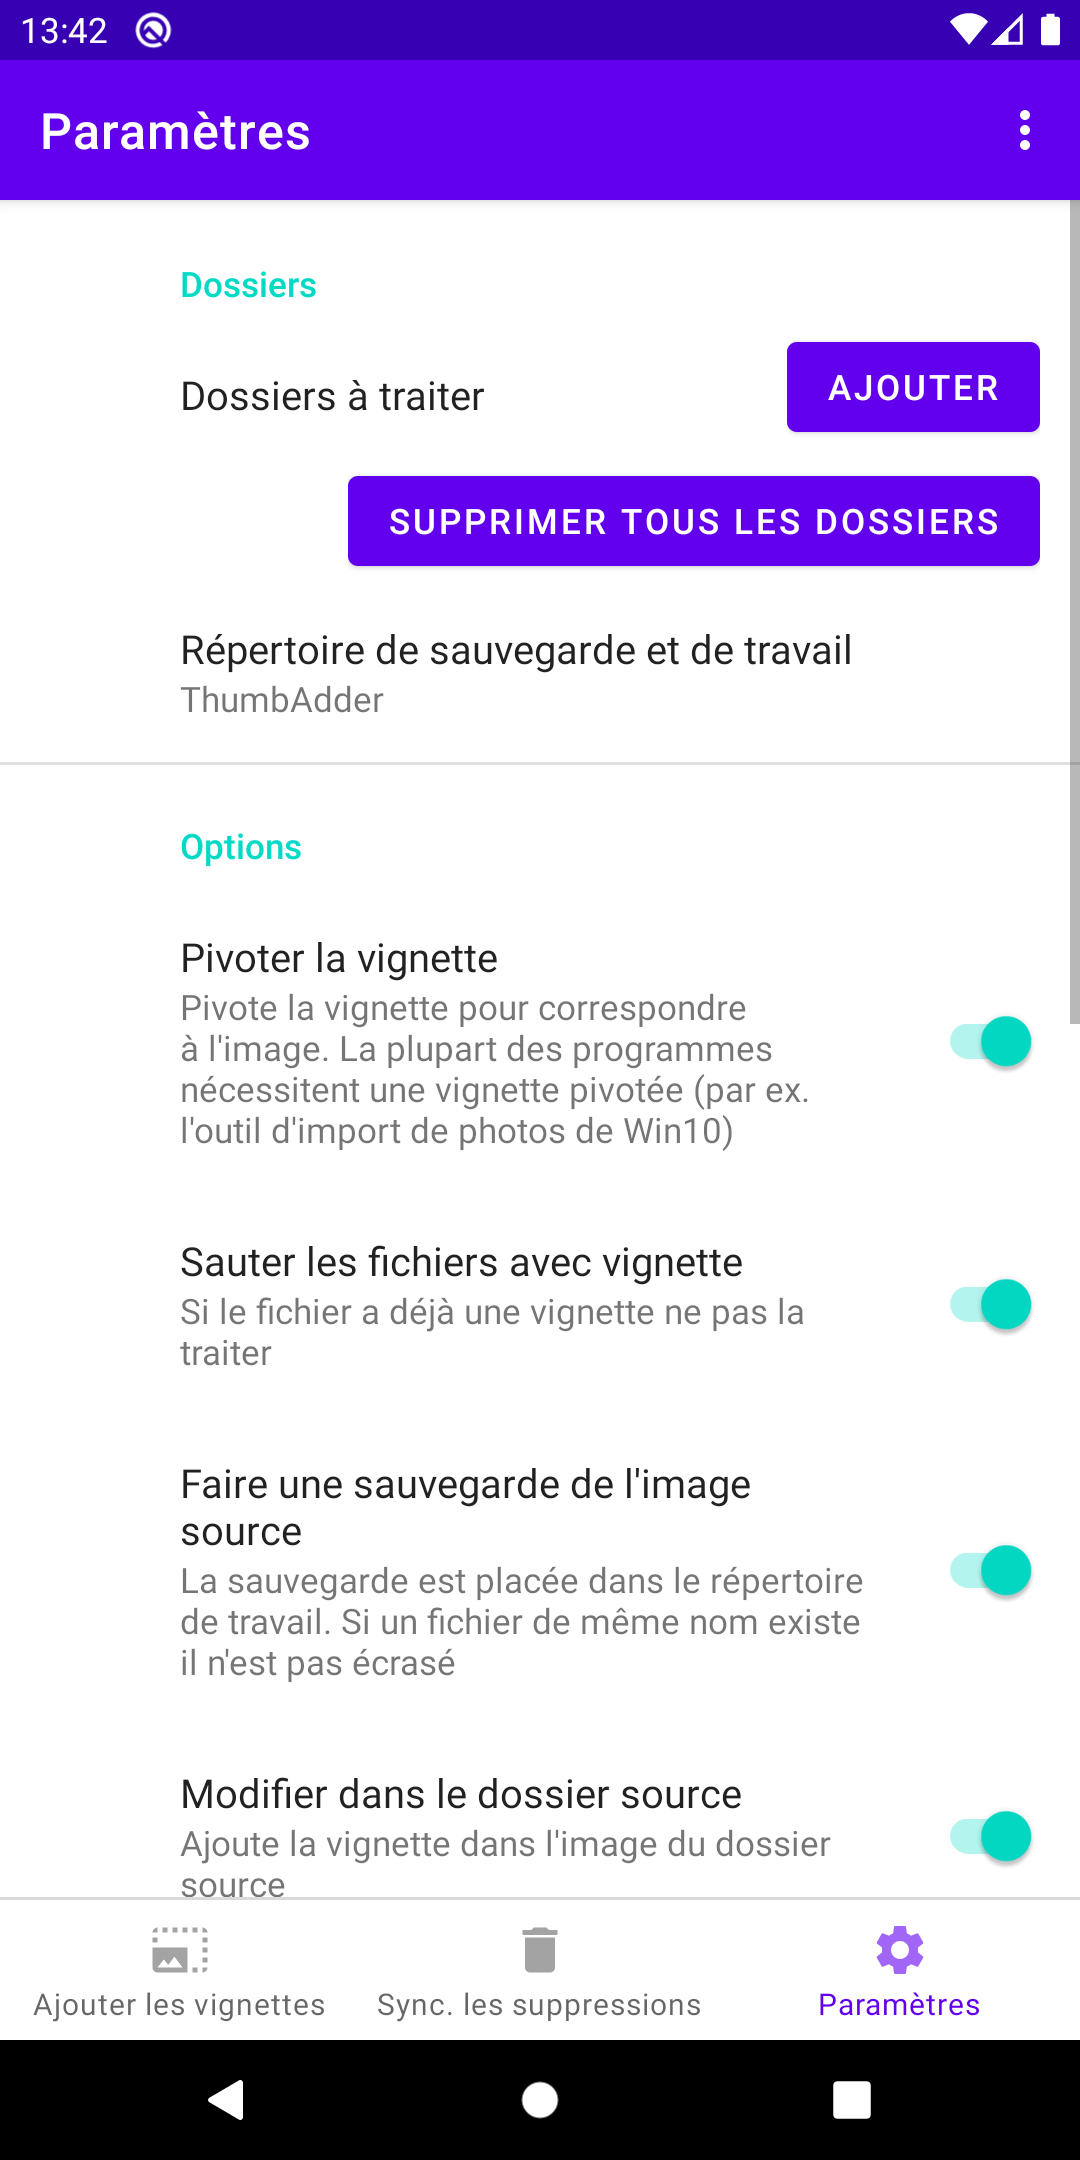 13:42
Paramètres
Dossiers
Dossiers à traiter
AJOUTER
SUPPRIMER TOUS LES DOSSIERS
Répertoire de sauvegarde et de travail
ThumbAdder
Options
Pivoter la vignette
Pivote la vignette pour correspondre
à l'image. La plupart des programmes
nécessitent une vignette pivotée (par ex.
l'outil d'import de photos de Win10)
Sauter les fichiers avec vignette
Si le fichier a déjà une vignette ne pas la
traiter
Faire une sauvegarde de l'image
source
La sauvegarde est placée dans le répertoire
de travail. Si un fichier de même nom existe
il n'est pas écrasé
Modifier dans le dossier source
Ajoute la vignette dans l'image du dossier
source
Ajouter les vignettes
Sync. les suppressions
Paramètres